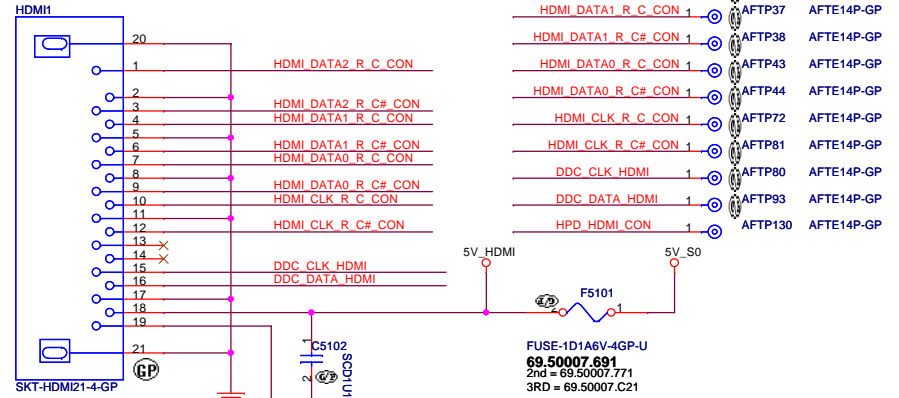 HDMI1
20
1 HDMI_DATA2_R_C_CON
2
3 HDMI_DATA2_R_C#_CON
4 HDMI_DATA1_R_C_CON
5
6 HDMI_DATA1_R_C#_CON
7 HDMI_DATA0_R_C_CON
8
9 HDMI_DATA0_R_C#_CON
10 HDMI_CLK_R_C_CON
11
12 HDMI_CLK_R_C#_CON
13
14
15 DDC_CLK_HDMI
16 DDC_DATA_HDMI
17
18
19
21
GP
SKT-HDMI21-4-GP
HDMI_DATA1_R_C_CON 1 AFTP37 AFTE14P-GP
HDMI_DATA1_R_C#_CON 1 AFTP38 AFTE14P-GP
HDMI_DATA0_R_C_CON 1 AFTP43 AFTE14P-GP
HDMI_DATA0_R_C#_CON 1 AFTP44 AFTE14P-GP
HDMI_CLK_R_C_CON 1 AFTP72 AFTE14P-GP
HDMI_CLK_R_C#_CON 1 AFTP81 AFTE14P-GP
DDC_CLK_HDMI 1 AFTP80 AFTE14P-GP
DDC_DATA_HDMI 1 AFTP93 AFTE14P-GP
HPD_HDMI_CON 1 AFTP130 AFTE14P-GP
5V_HDMI
5V_S0
F5101
2 1
FUSE-1D1A6V-4GP-U
69.50007.691
2nd = 69.50007.771
3RD = 69.50007.C21
C5102
1
2
SCD1U1